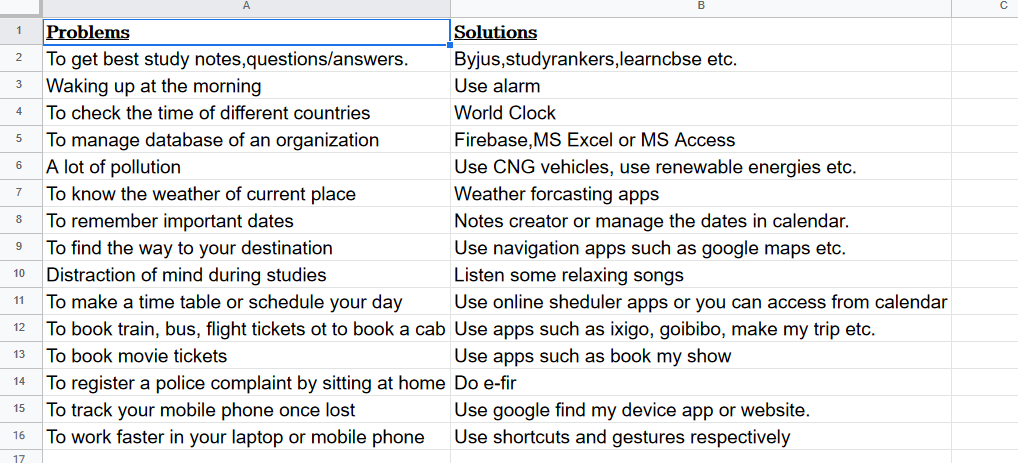 A B C
1 Problems Solutions
2 To get best study notes,questions/answers. Byjus,studyrankers,learncbse etc.
3 Waking up at the morning Use alarm
4 To check the time of different countries World Clock
5 To manage database of an organization Firebase,MS Excel or MS Access
6 A lot of pollution Use CNG vehicles, use renewable energies etc.
7 To know the weather of current place Weather forcasting apps
8 To remember important dates Notes creator or manage the dates in calendar.
9 To find the way to your destination Use navigation apps such as google maps etc.
10 Distraction of mind during studies Listen some relaxing songs
11 To make a time table or schedule your day Use online sheduler apps or you can access from calendar
12 To book train, bus, flight tickets ot to book a cab Use apps such as ixigo, goibibo, make my trip etc.
13 To book movie tickets Use apps such as book my show
14 To register a police complaint by sitting at home Do e-fir
15 To track your mobile phone once lost Use google find my device app or website.
16 To work faster in your laptop or mobile phone Use shortcuts and gestures respectively
17